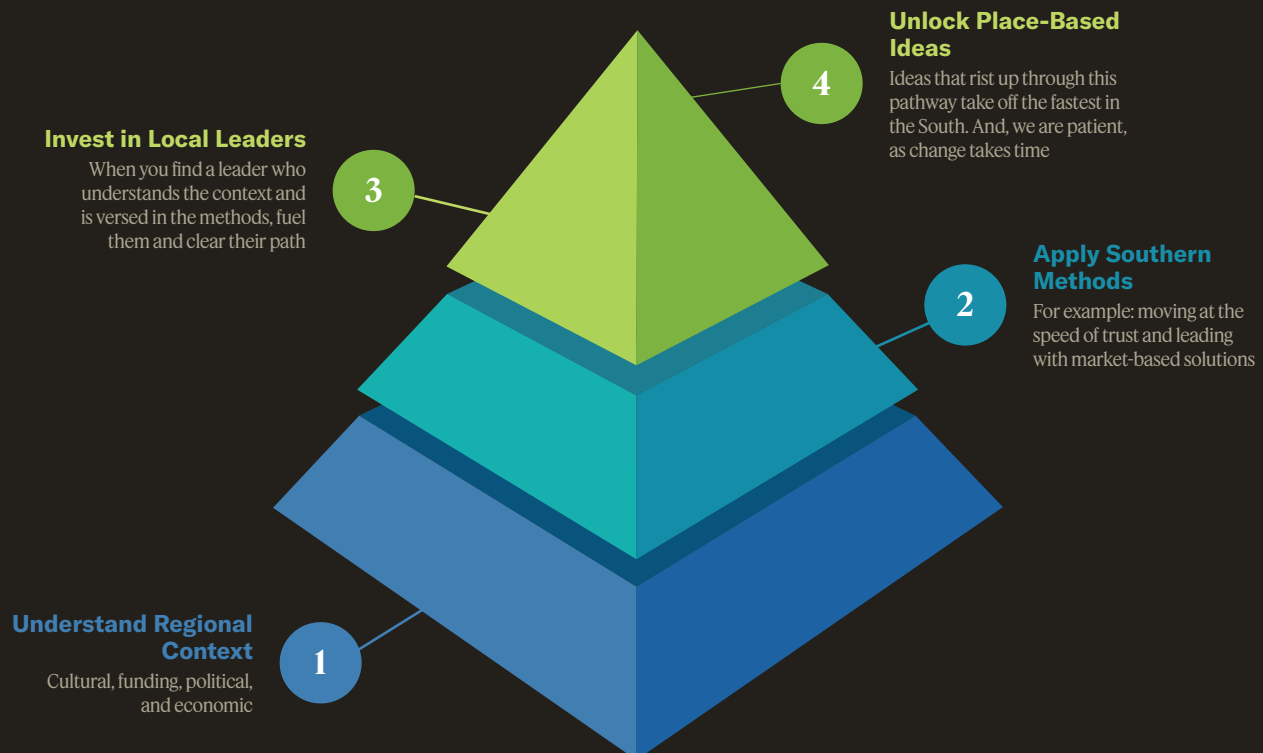 Unlock Place-Based
Ideas
Ideas that rist up through this
pathway take off the fastest in
the South. And, we are patient,
as change takes time
4
Invest in Local Leaders
When you find a leader who
understands the context and
is versed in the methods, fuel
them and clear their path
3
Apply Southern
Methods
For example: moving at the
speed of trust and leading
with market-based solutions
2
Understand Regional
Context
Cultural, funding, political,
and economic
1